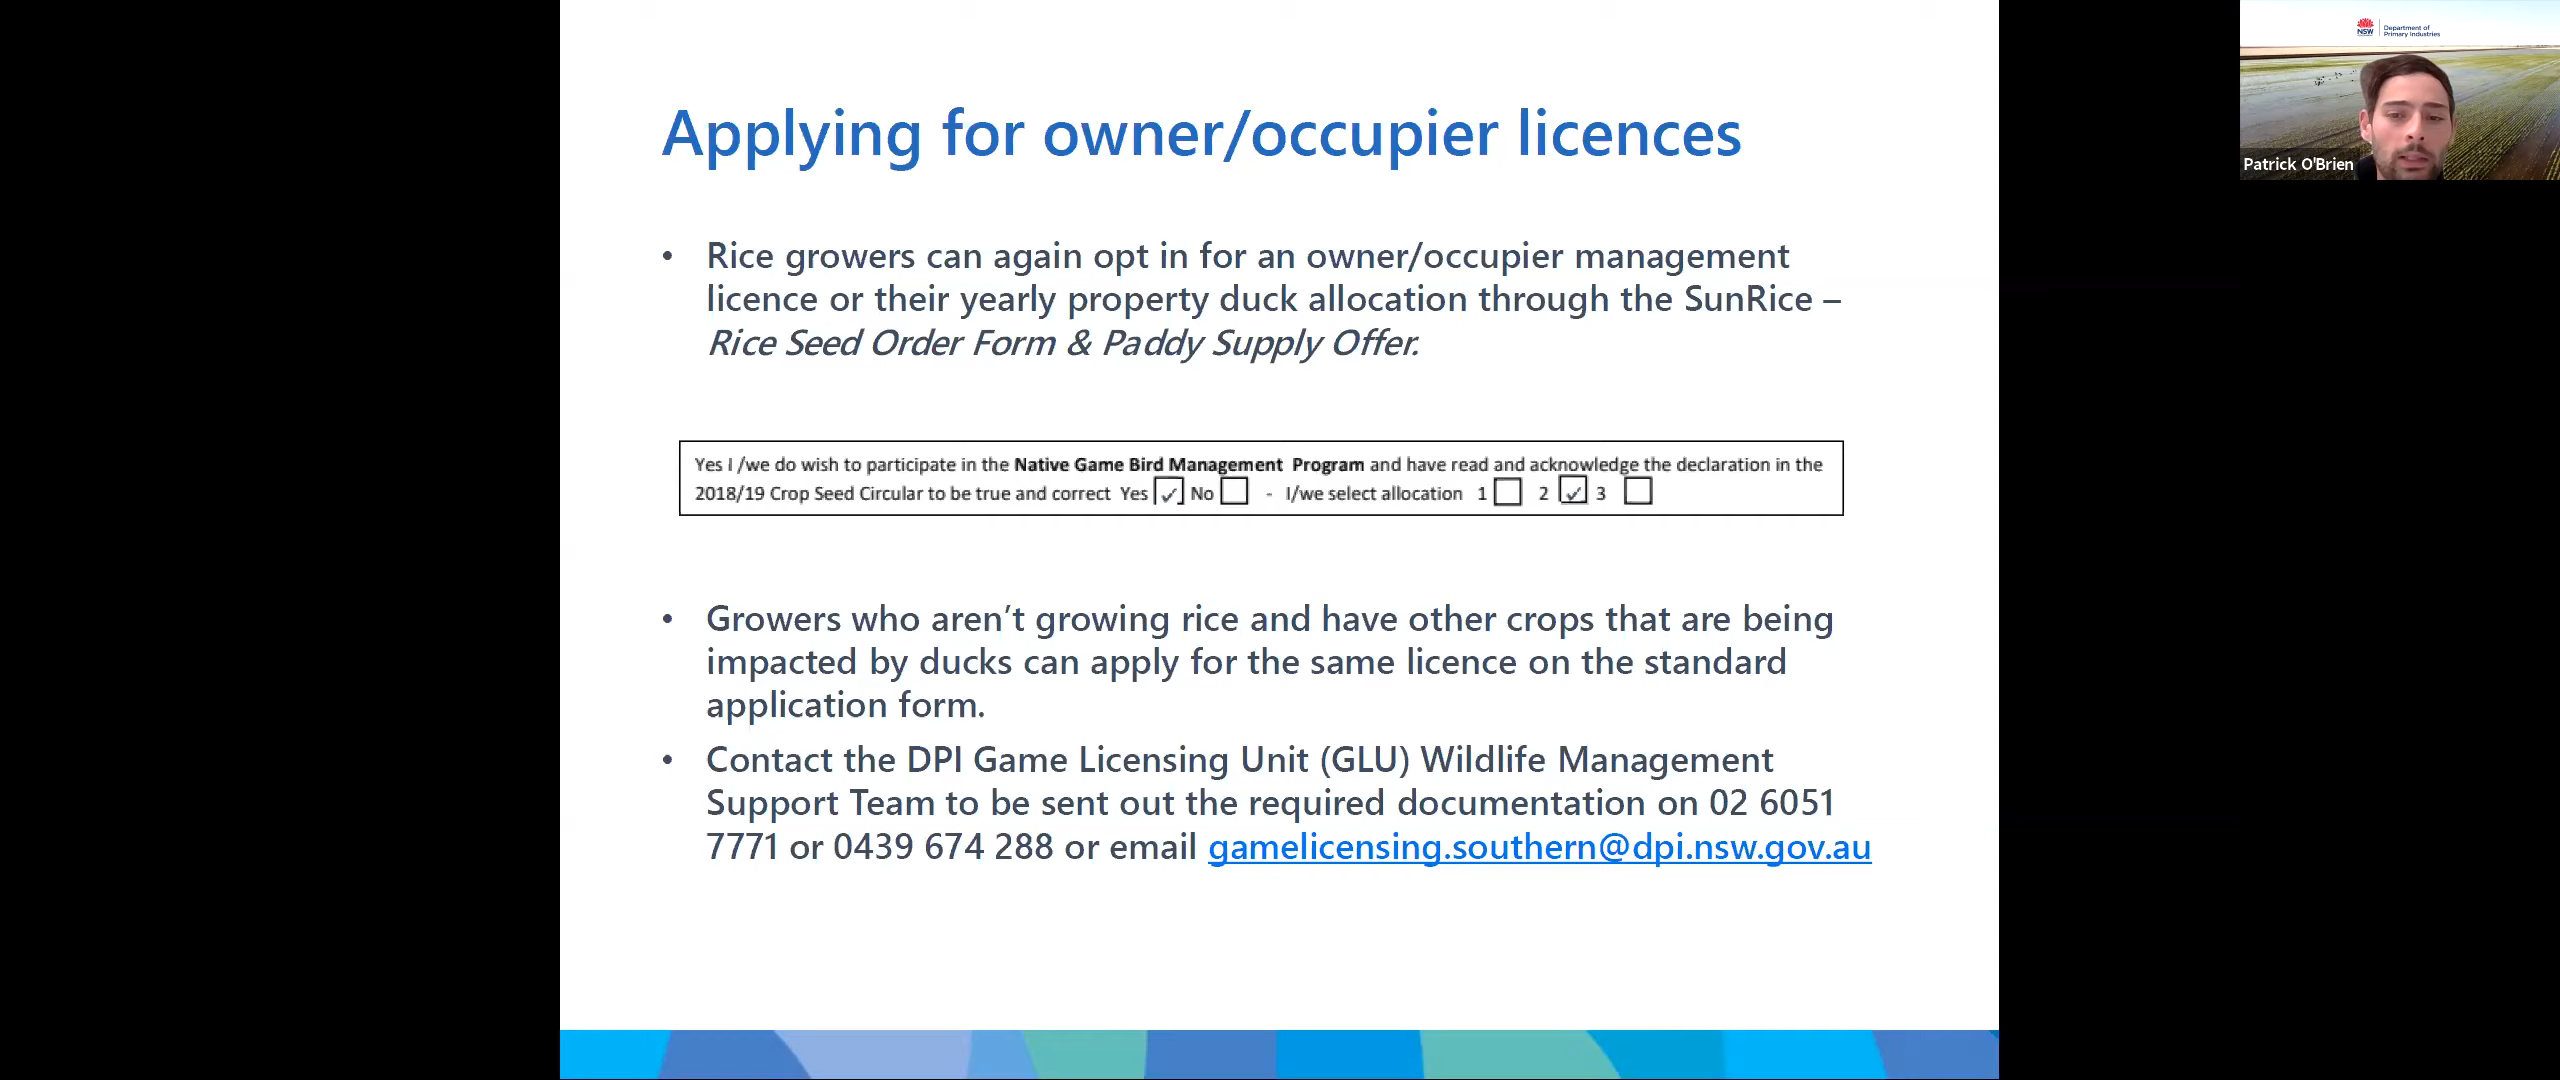 Applying for owner/occupier licences
• Rice growers can again opt in for an owner/occupier management
licence or their yearly property duck allocation through the SunRice –
Rice Seed Order Form & Paddy Supply Offer.
Yes I /we do wish to participate in the Native Game Bird Management Program and have read and acknowledge the declaration in the
2018/19 Crop Seed Circular to be true and correct Yes No - I/we select allocation 1 2 3
• Growers who aren’t growing rice and have other crops that are being
impacted by ducks can apply for the same licence on the standard
application form.
• Contact the DPI Game Licensing Unit (GLU) Wildlife Management
Support Team to be sent out the required documentation on 02 6051
7771 or 0439 674 288 or email gamelicensing.southern@dpi.nsw.gov.au
NSW
Department of
Primary Industries
Patrick O'Brien